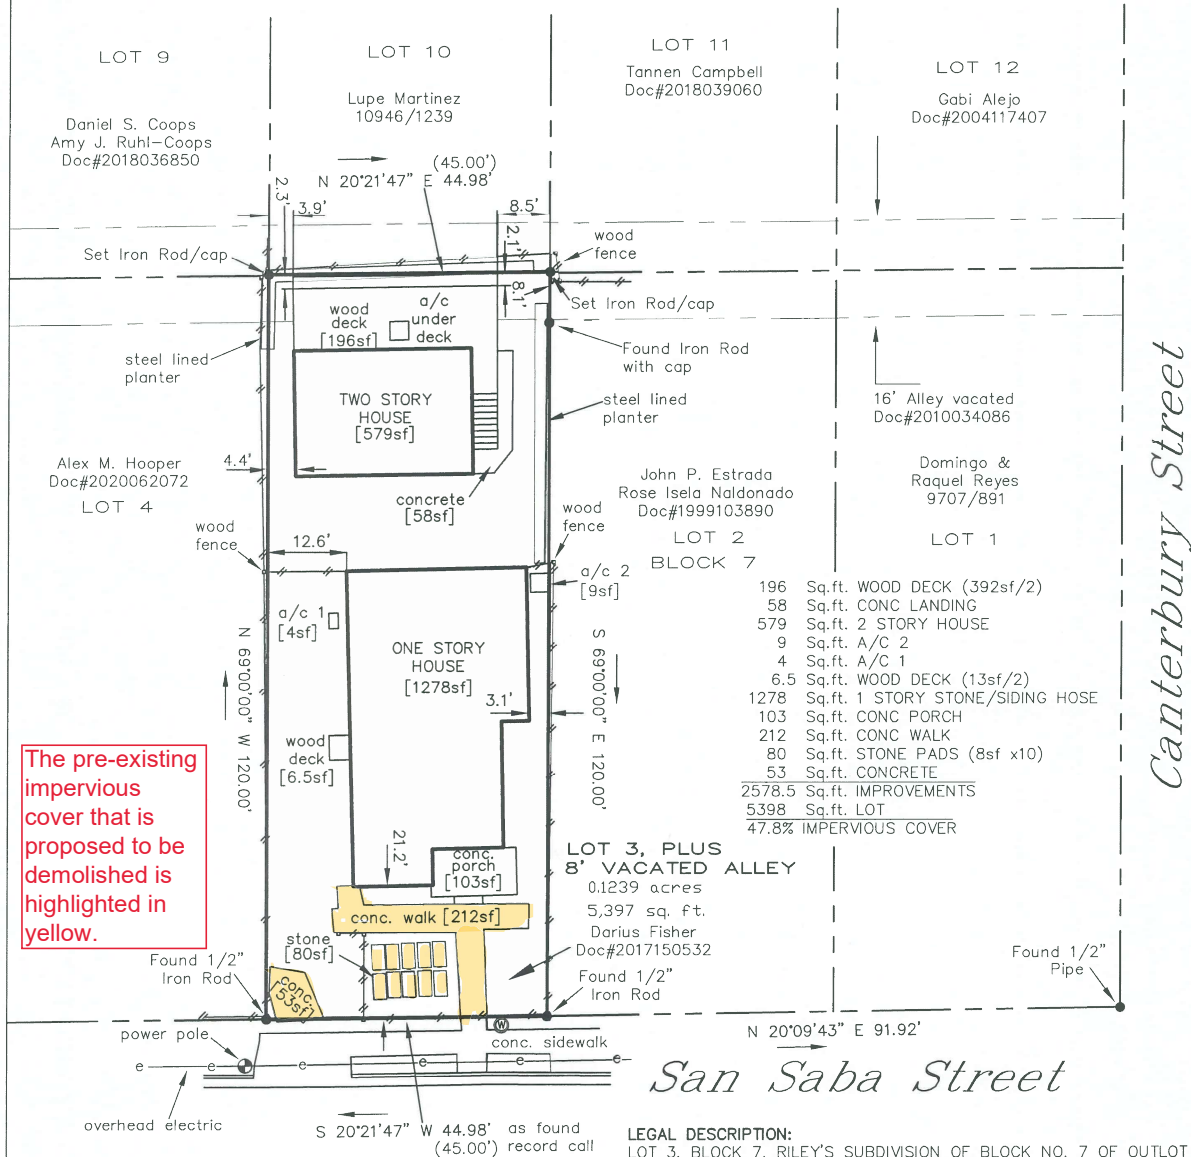 LOT 9
Daniel S. Coops
Amy J. Ruhl-Coops
Doc#2018036850
LOT 10
Lupe Martinez
10946/1239
LOT 11
Tannen Campbell
Doc#2018039060
LOT 12
Gabi Alejo
Doc#2004117407
(45.00')
N 20°21'47" E 44.98'
2.3'
3.9'
8.5'
2.1'
8.1'
Set Iron Rod/cap
wood
fence
Set Iron Rod/cap
wood
deck
[196sf]
a/c
under
deck
steel lined
planter
Found Iron Rod
with cap
TWO STORY
HOUSE
[579sf]
steel lined
planter
16' Alley vacated
Doc#2010034086
Alex M. Hooper
Doc#2020062072
LOT 4
4.4'
concrete
[58sf]
John P. Estrada
Rose Isela Naldonado
Doc#1999103890
LOT 2
BLOCK 7
Domingo &
Raquel Reyes
9707/891
LOT 1
Canterbury Street
wood
fence
12.6'
wood
fence
a/c 2
[9sf]
a/c 1
[4sf]
ONE STORY
HOUSE
[1278sf]
3.1'
N 69°00'00" W 120.00'
S 69°00'00" E 120.00'
196 Sq.ft. WOOD DECK (392sf/2)
58 Sq.ft. CONC LANDING
579 Sq.ft. 2 STORY HOUSE
9 Sq.ft. A/C 2
4 Sq.ft. A/C 1
6.5 Sq.ft. WOOD DECK (13sf/2)
1278 Sq.ft. 1 STORY STONE/SIDING HOSE
103 Sq.ft. CONC PORCH
212 Sq.ft. CONC WALK
80 Sq.ft. STONE PADS (8sf x10)
53 Sq.ft. CONCRETE
2578.5 Sq.ft. IMPROVEMENTS
5398 Sq.ft. LOT
47.8% IMPERVIOUS COVER
wood
deck
[6.5sf]
The pre-existing
impervious
cover that is
proposed to be
demolished is
highlighted in
yellow.
21.2'
conc.
porch
[103sf]
LOT 3, PLUS
8' VACATED ALLEY
0.1239 acres
5,397 sq. ft.
Darius Fisher
Doc#2017150532
conc. walk [212sf]
stone
[80sf]
conc.
[53sf]
Found 1/2"
Iron Rod
Found 1/2"
Iron Rod
Found 1/2"
Pipe
power pole
W
conc. sidewalk
N 20°09'43" E 91.92'
e e e e e
San Saba Street
overhead electric
S 20°21'47" W 44.98' as found
(45.00') record call
LEGAL DESCRIPTION:
LOT 3, BLOCK 7, RILEY'S SUBDIVISION OF BLOCK NO. 7 OF OUTLOT